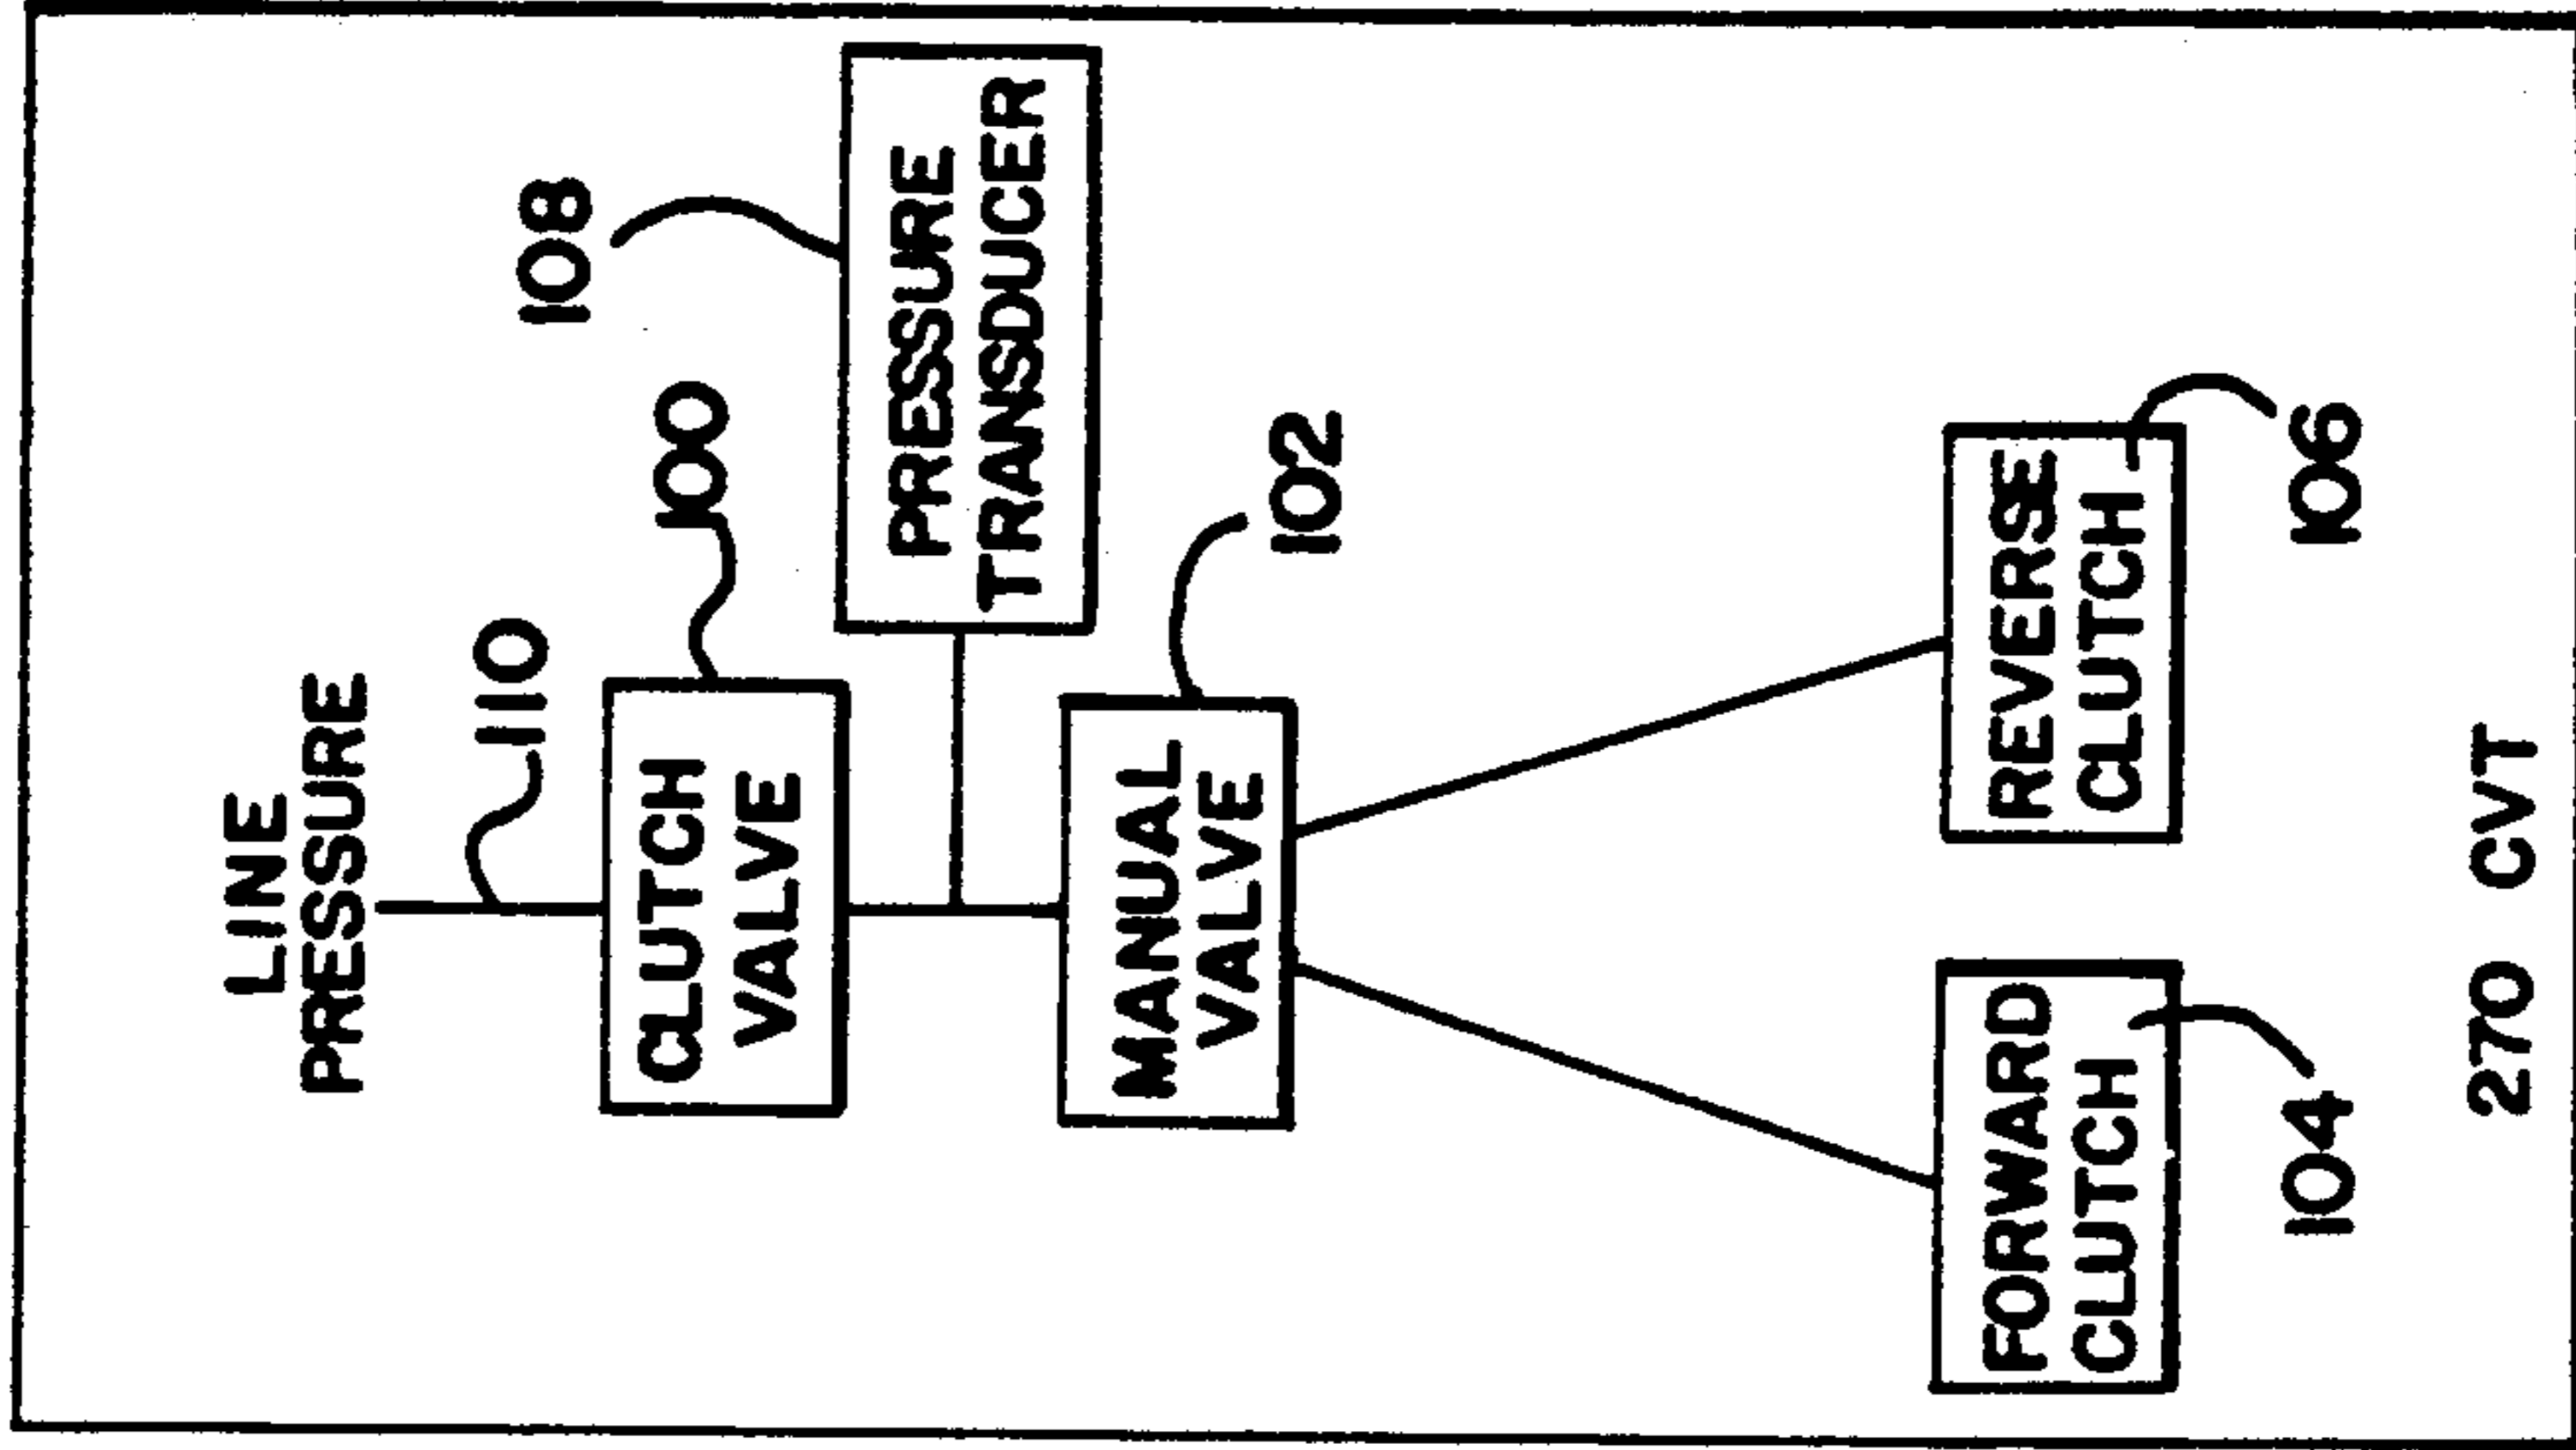 LINE
PRESSURE
110
CLUTCH
VALVE
100
108
PRESSURE
TRANSDUCER
MANUAL
VALVE
102
FORWARD
CLUTCH
104
REVERSE
CLUTCH
106
270 CVT